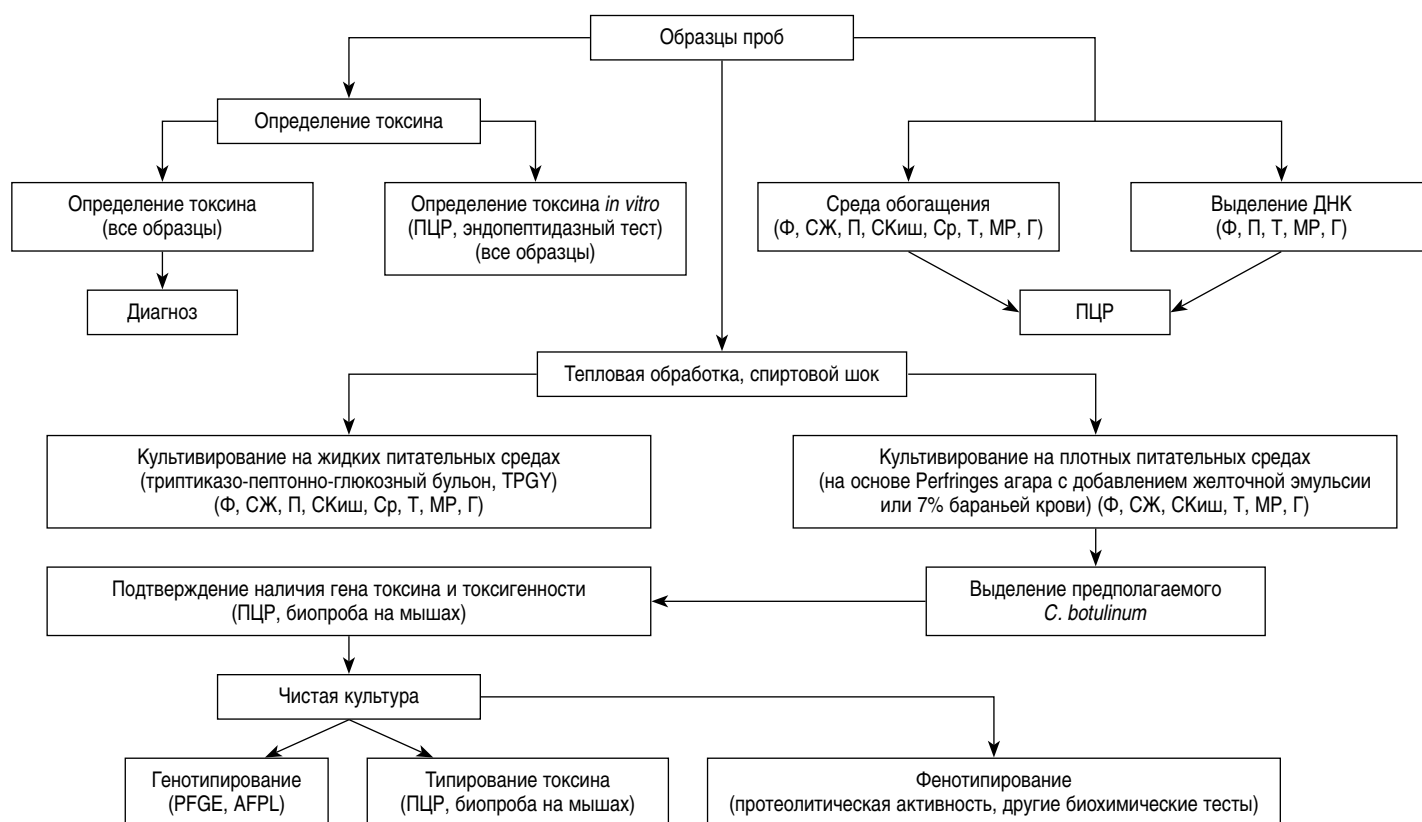 Образцы проб
Определение токсина
Определение токсина
(все образцы)
Определение токсина in vitro
(ПЦР, эндопептидазный тест)
(все образцы)
Среда обогащения
(Ф, СЖ, П, СКиш, Ср, Т, МР, Г)
Выделение ДНК
(Ф, П, Т, МР, Г)
Диагноз
ПЦР
Тепловая обработка, спиртовой шок
Культивирование на жидких питательных средах
(триптиказо-пептонно-глюкозный бульон, TPGY)
(Ф, СЖ, П, СКиш, Ср, Т, МР, Г)
Культивирование на плотных питательных средах
(на основе Perfringes агара с добавлением желточной эмульсии
или 7% бараньей крови) (Ф, СЖ, СКиш, Т, МР, Г)
Подтверждение наличия гена токсина и токсигенности
(ПЦР, биопроба на мышах)
Выделение предполагаемого
C. botulinum
Чистая культура
Генотипирование
(PFGE, AFPL)
Типирование токсина
(ПЦР, биопроба на мышах)
Фенотипирование
(протеолитическая активность, другие биохимические тесты)